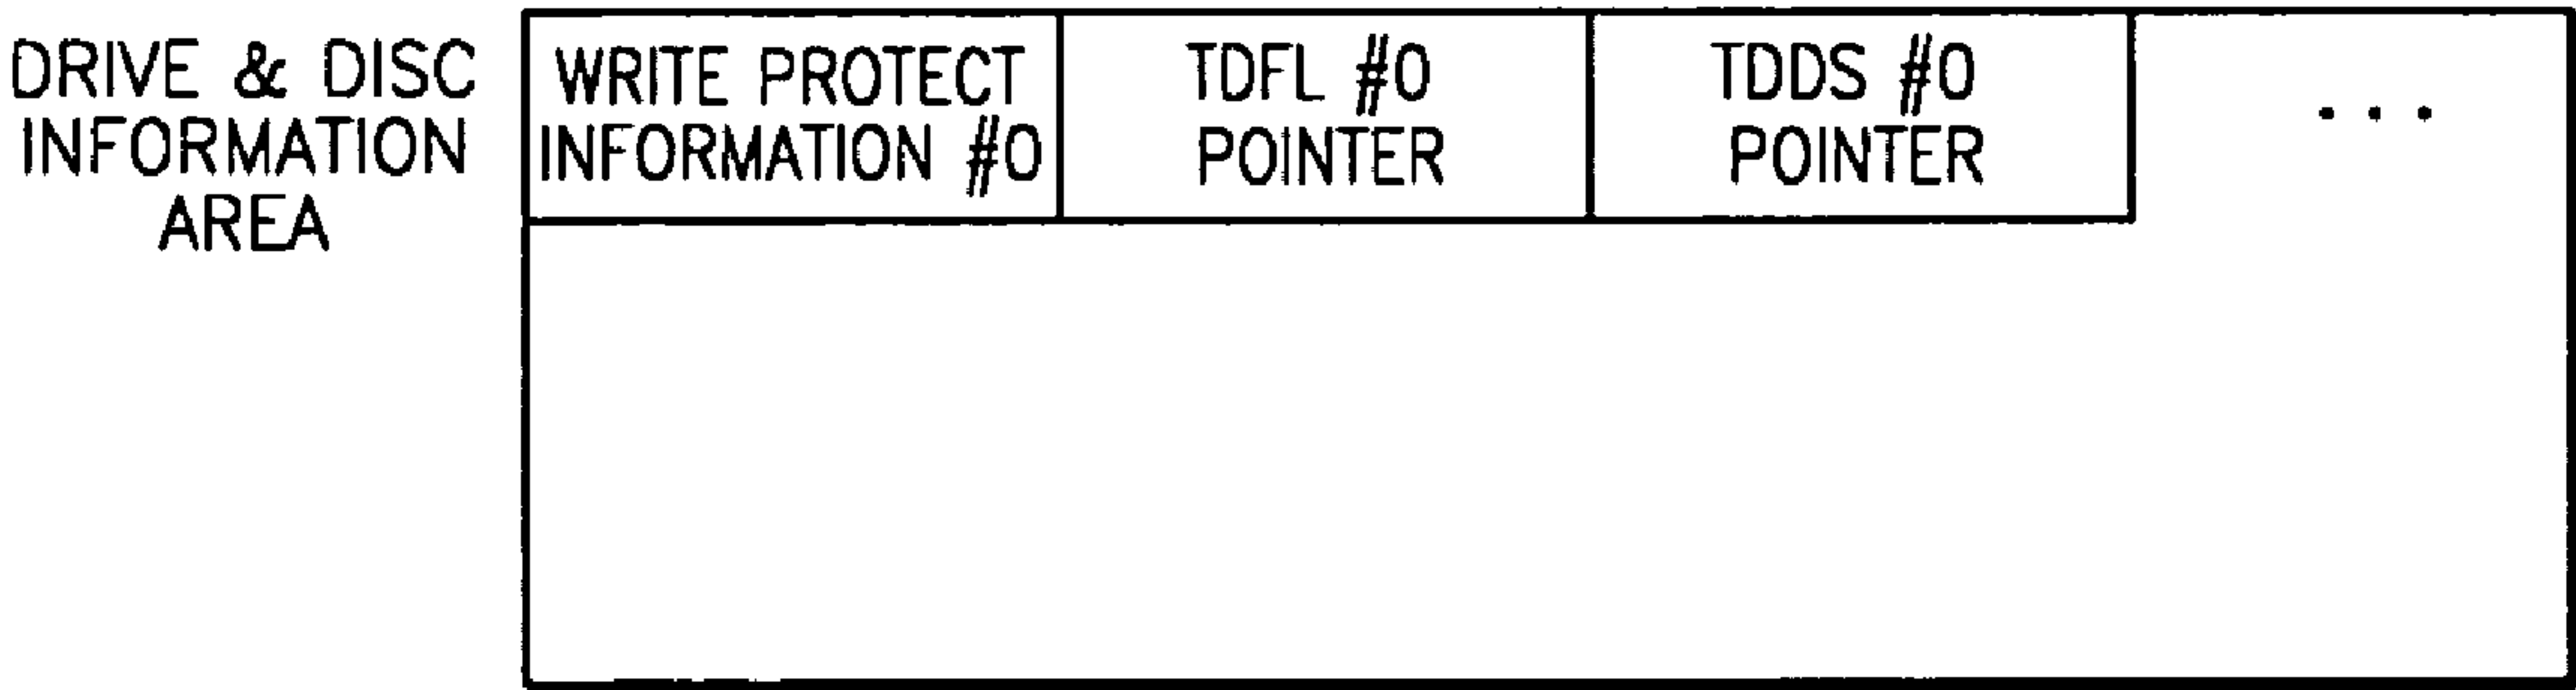 DRIVE & DISC
INFORMATION
AREA
WRITE PROTECT
INFORMATION #0
TDFL #0
POINTER
TDDS #0
POINTER
...